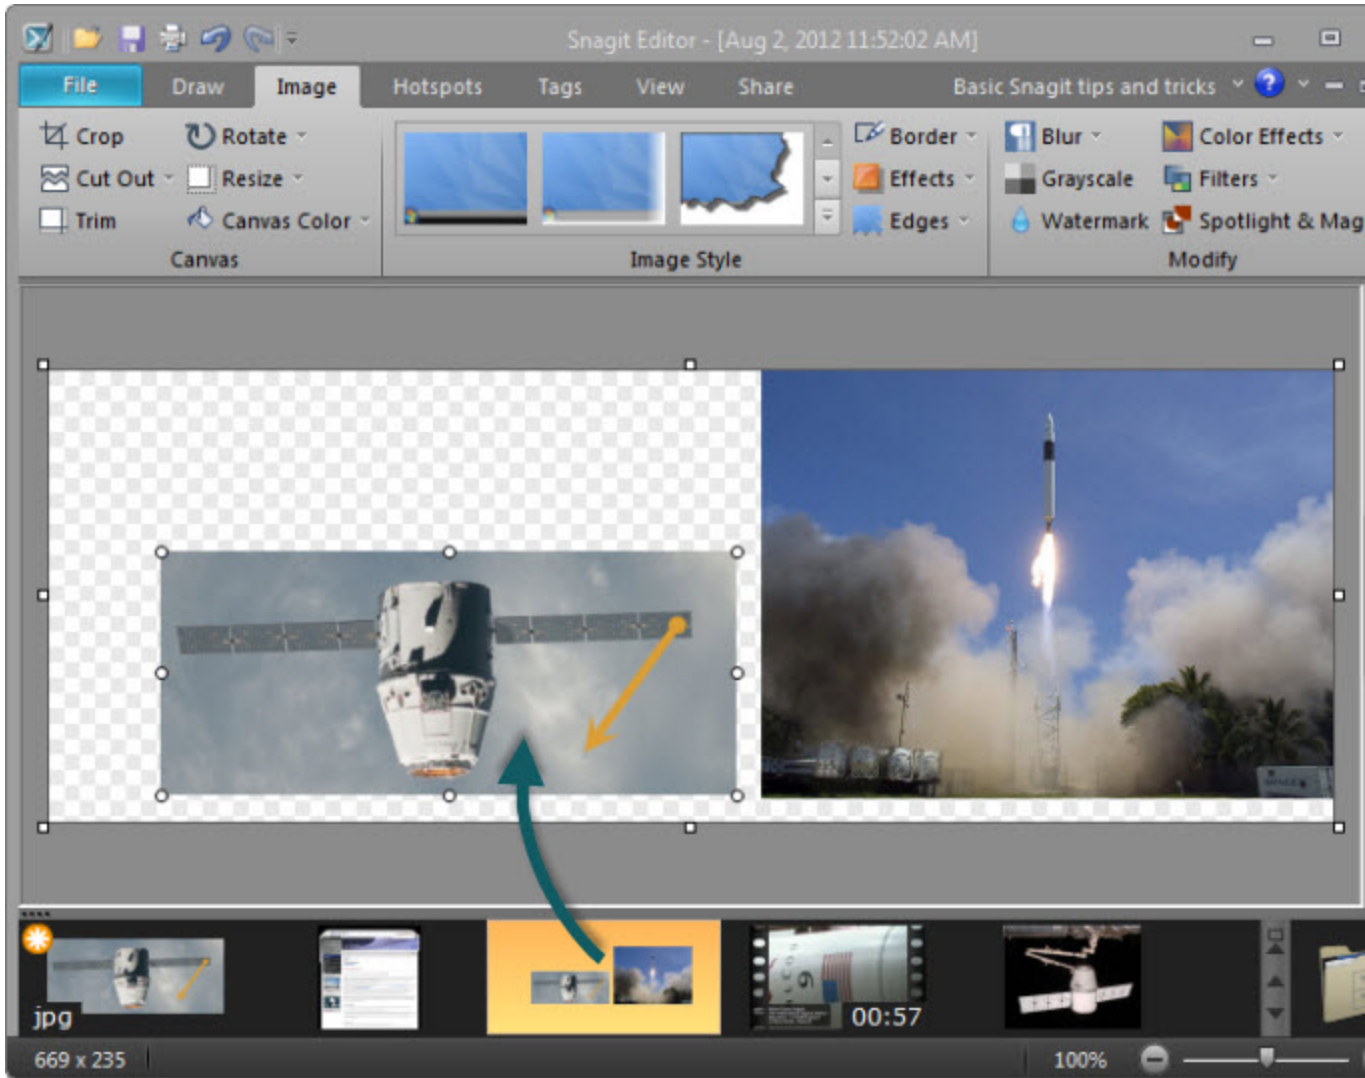 Snagit Editor - [Aug 2, 2012 11:52:02 AM]
File Draw Image Hotspots Tags View Share Basic Snagit tips and tricks ?
Crop Rotate Border Blur Color Effects
Cut Out Resize Effects Grayscale Filters
Trim Canvas Color Edges Watermark Spotlight & Mag
Canvas Image Style Modify
jpg 00:57
669 x 235 100%